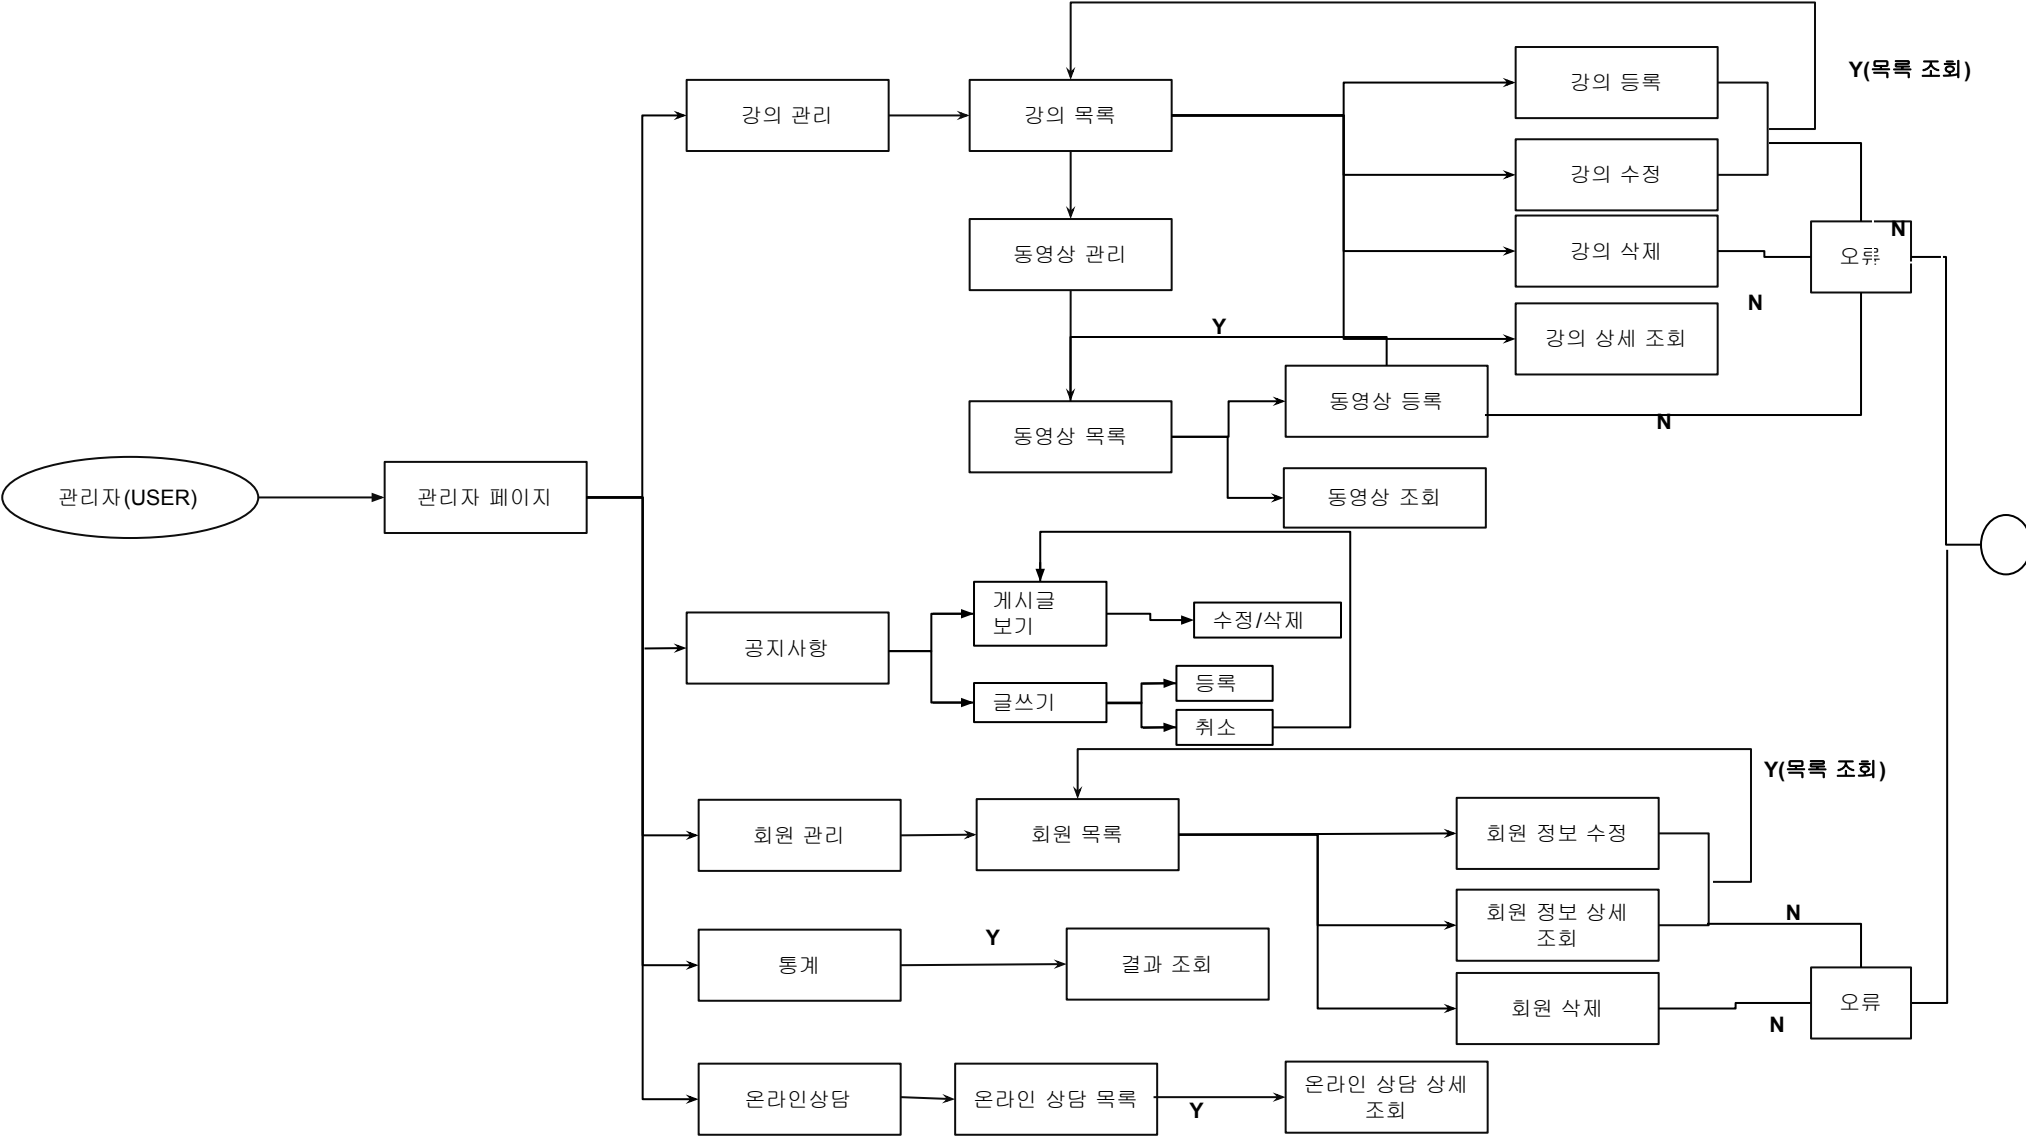 Y(목록 조회)
강의 등록
강의 관리
강의 목록
강의 수정
N
강의 삭제
오류
동영상 관리
N
Y
강의 상세 조회
동영상 등록
N
동영상 목록
관리자(USER)
관리자 페이지
동영상 조회
게시글
보기
수정/삭제
공지사항
등록
글쓰기
취소
Y(목록 조회)
회원 관리
회원 목록
회원 정보 수정
회원 정보 상세
조회
N
Y
통계
결과 조회
회원 삭제
오류
N
온라인상담
온라인 상담 목록
Y
온라인 상담 상세
조회